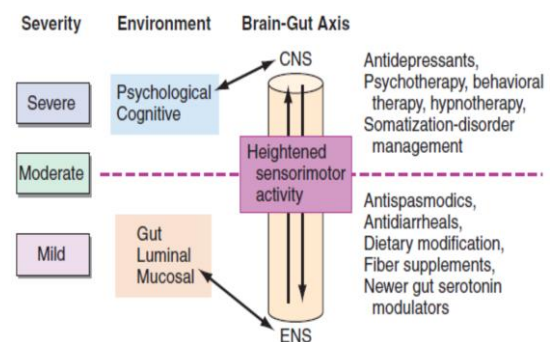 Severity
Environment
Brain-Gut Axis
Severe
Moderate
Mild
Psychological
Cognitive
Gut
Luminal
Mucosal
CNS
Heightened
sensorimotor
activity
ENS
Antidepressants,
Psychotherapy, behavioral
therapy, hypnotherapy,
Somatization-disorder
management
Antispasmodics,
Antidiarrheals,
Dietary modification,
Fiber supplements,
Newer gut serotonin
modulators